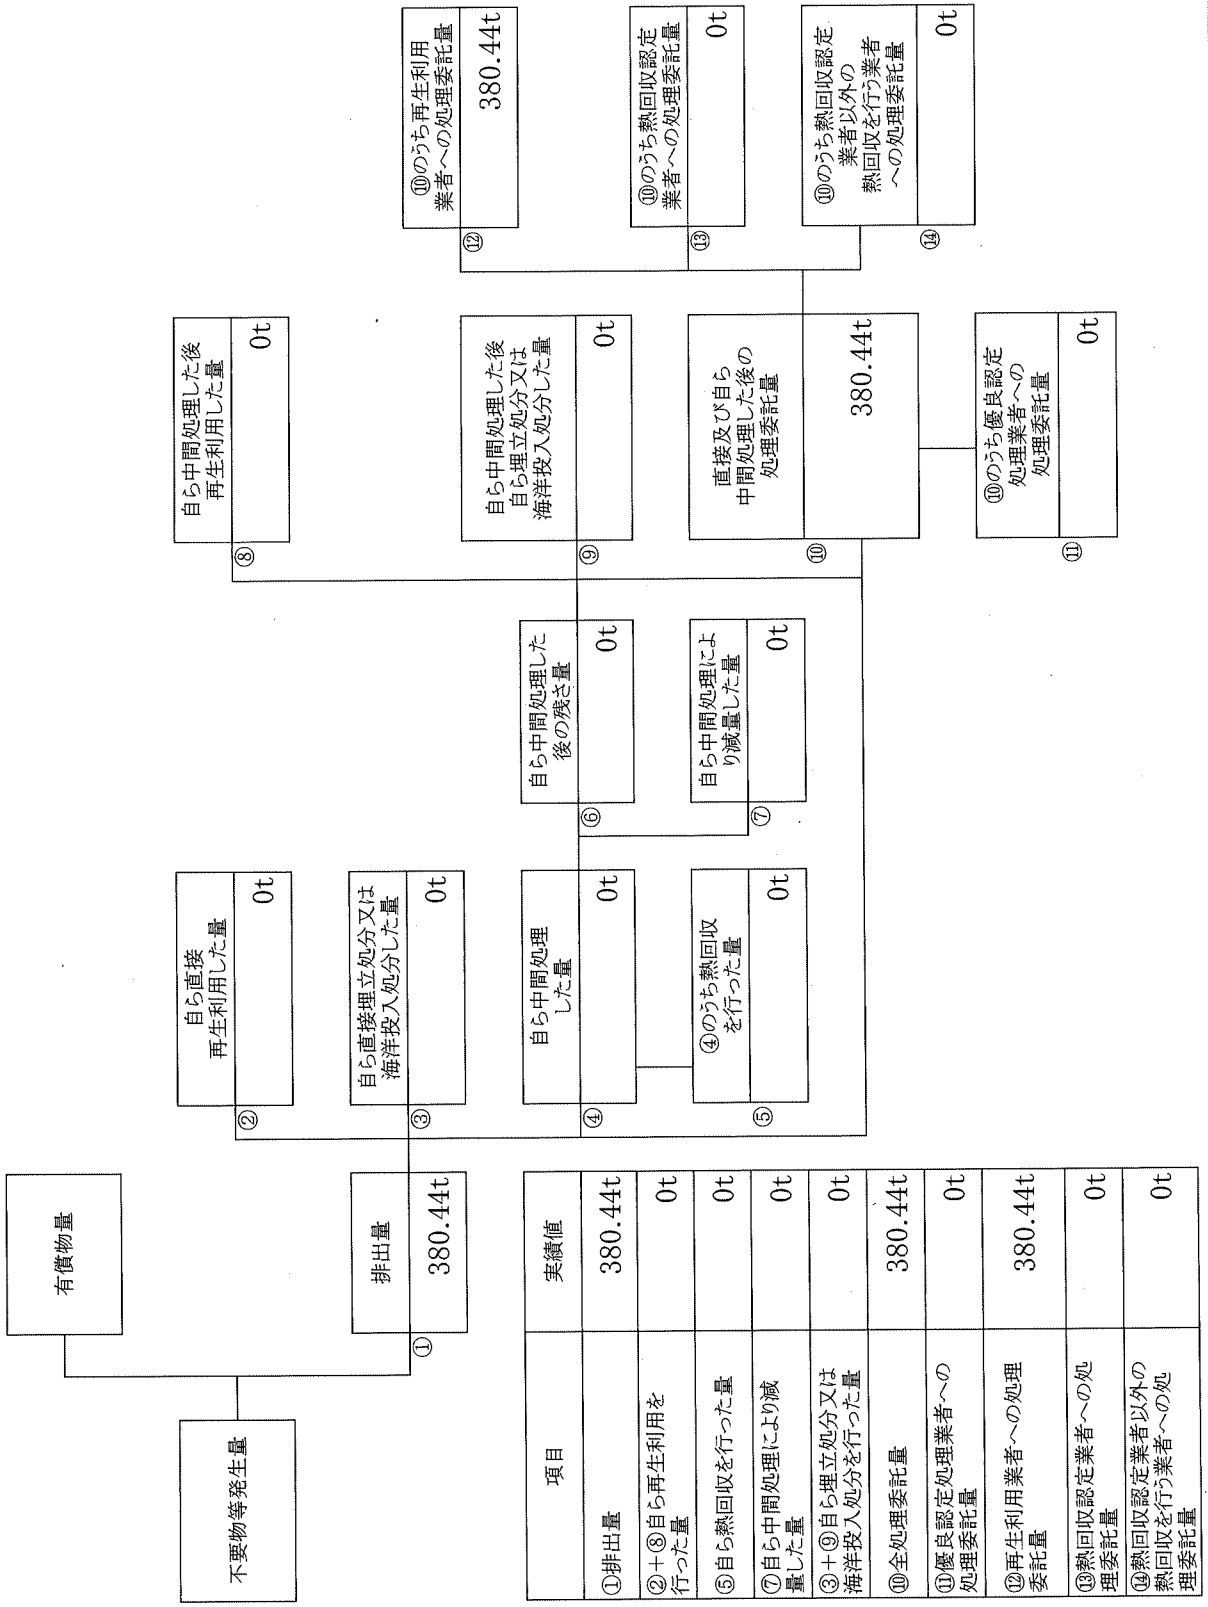 不要物等発生量
有償物量
①
排出量
380.44t
②
自ら直接
再生利用した量
0t
③
自ら直接埋立処分又は
海洋投入処分した量
0t
④
自ら中間処理
した量
0t
⑤
④のうち熱回収
を行った量
0t
⑥
自ら中間処理した
後の残さ量
0t
⑦
自ら中間処理によ
り減量した量
0t
⑧
自ら中間処理した後
再生利用した量
0t
⑨
自ら中間処理した後
自ら埋立処分又は
海洋投入処分した量
0t
⑩
直接及び自ら
中間処理した後の
処理委託量
380.44t
⑪
⑩のうち優良認定
処理業者への
処理委託量
0t
⑫
⑩のうち再生利用
業者への処理委託量
380.44t
⑬
⑩のうち熱回収認定
業者への処理委託量
0t
⑭
⑩のうち熱回収認定
業者以外の
熱回収を行う業者
への処理委託量
0t
項目 実績値
①排出量 380.44t
②+⑧自ら再生利用を
行った量 0t
⑤自ら熱回収を行った量 0t
⑦自ら中間処理により減
量した量 0t
③+⑨自ら埋立処分又は
海洋投入処分を行った量 0t
⑩全処理委託量 380.44t
⑪優良認定処理業者への
処理委託量 0t
⑫再生利用業者への処理
委託量 380.44t
⑬熱回収認定業者への処
理委託量 0t
⑭熱回収認定業者以外の
熱回収を行う業者への処
理委託量 0t